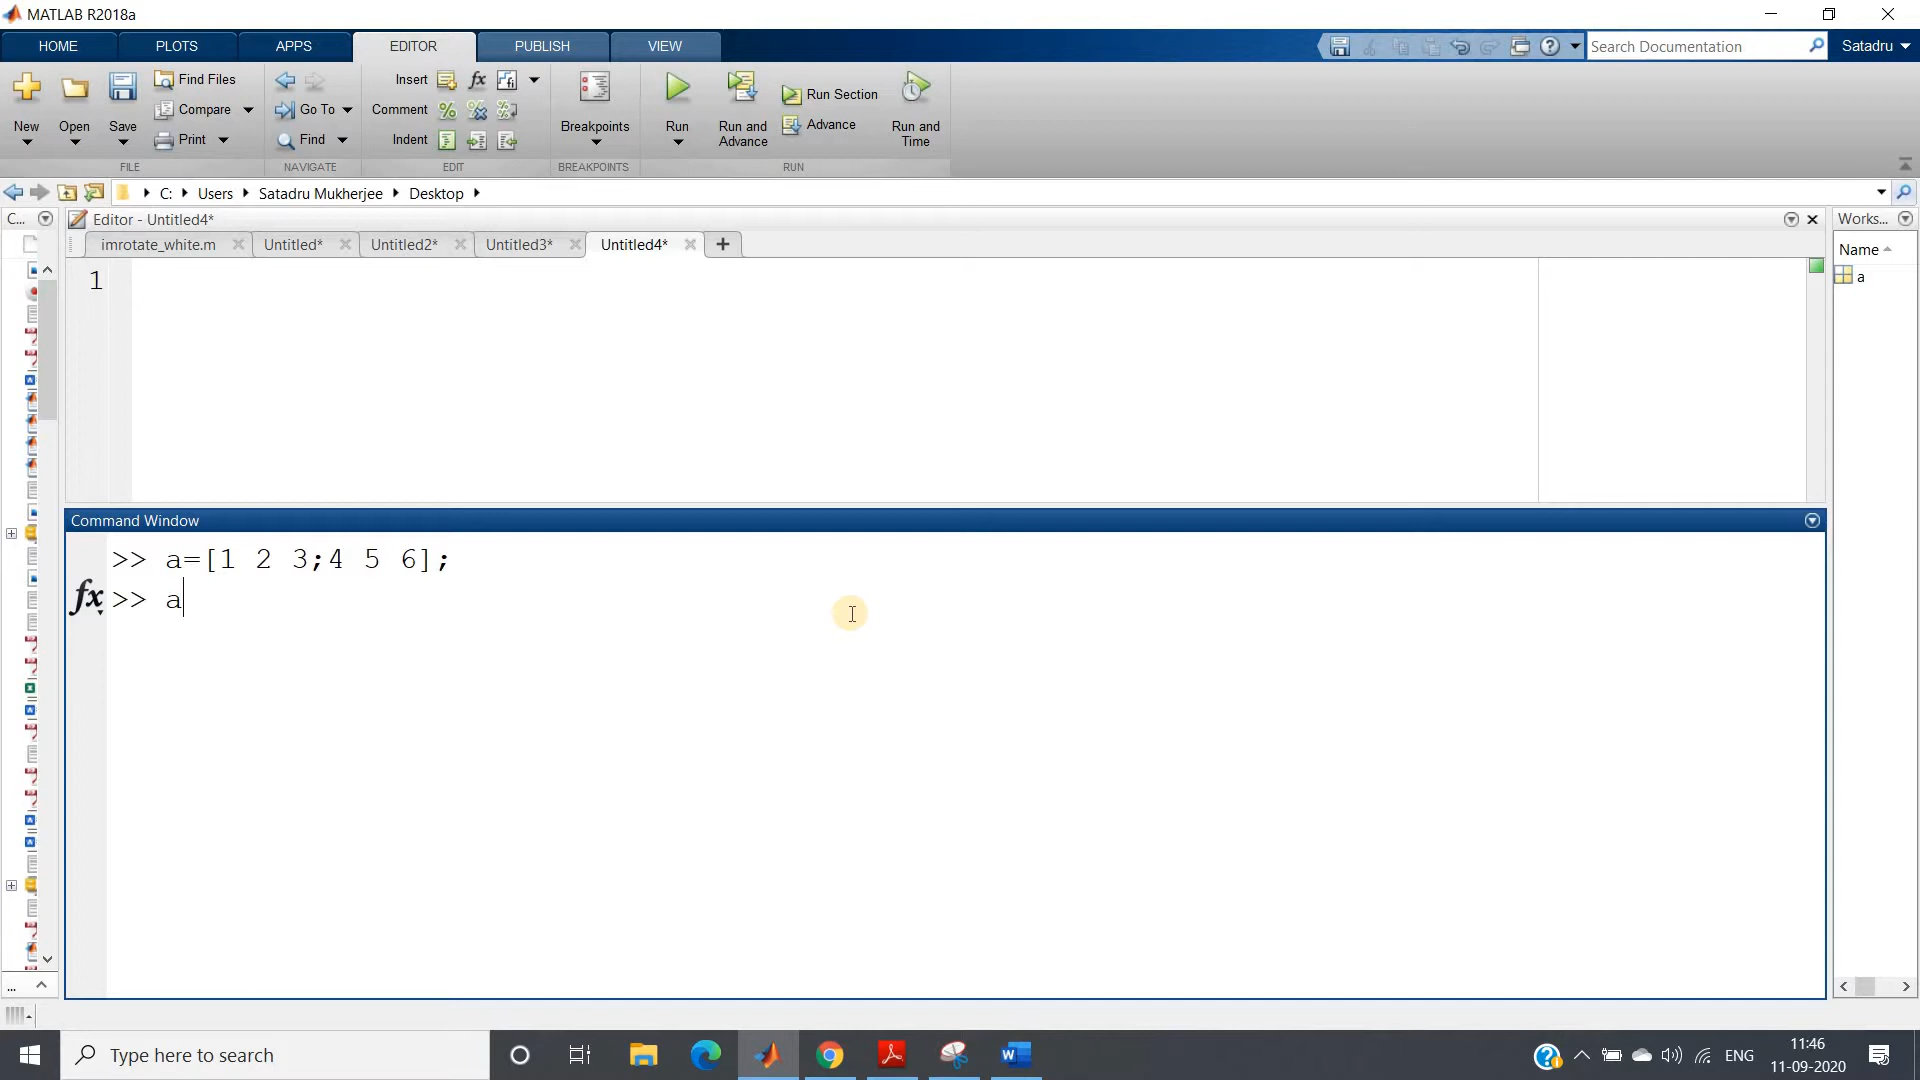 MATLAB R2018a
HOME PLOTS APPS EDITOR PUBLISH VIEW
Search Documentation
Satadru
New
Open
Save
Find Files
Compare
Print
FILE
Go To
Find
NAVIGATE
Insert
Comment
Indent
EDIT
Breakpoints
BREAKPOINTS
Run
Run and
Advance
Run Section
Advance
Run and
Time
RUN
C: Users Satadru Mukherjee Desktop
C...
Editor - Untitled4*
Works...
imrotate_white.m Untitled* Untitled2* Untitled3* Untitled4*
Name
a
1
Command Window
>> a=[1 2 3;4 5 6];
fx >> a
...
Type here to search
ENG
11:46
11-09-2020